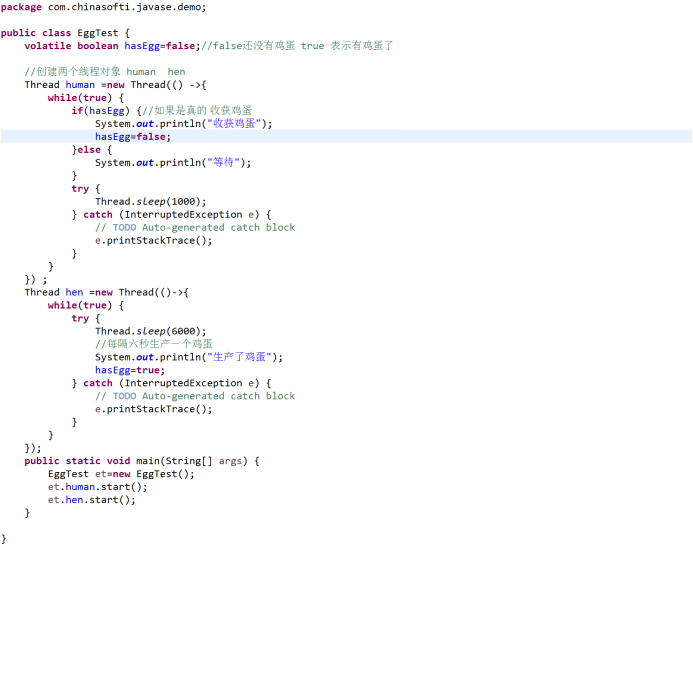 package com.chinasofti.javase.demo;
public class EggTest {
volatile boolean hasEgg=false;//false还没有鸡蛋 true 表示有鸡蛋了
//创建两个线程对象 human  hen
Thread human =new Thread(() ->{
while(true) {
if(hasEgg) {//如果是真的 收获鸡蛋
System.out.println("收获鸡蛋");
hasEgg=false;
}else {
System.out.println("等待");
}
try {
Thread.sleep(1000);
} catch (InterruptedException e) {
// TODO Auto-generated catch block
e.printStackTrace();
}
}
}) ;
Thread hen =new Thread(()->{
while(true) {
try {
Thread.sleep(6000);
//每隔六秒生产一个鸡蛋
System.out.println("生产了鸡蛋");
hasEgg=true;
} catch (InterruptedException e) {
// TODO Auto-generated catch block
e.printStackTrace();
}
}
});
public static void main(String[] args) {
EggTest et=new EggTest();
et.human.start();
et.hen.start();
}
}